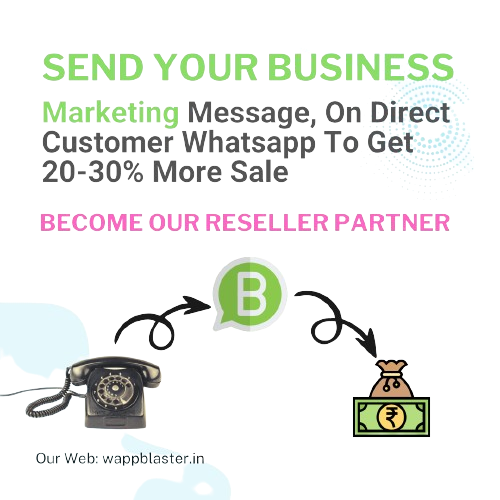 SEND YOUR BUSINESS
Marketing Message, On Direct
Customer Whatsapp To Get
20-30% More Sale
BECOME OUR RESELLER PARTNER
B
₹
Our Web: wappblaster.in